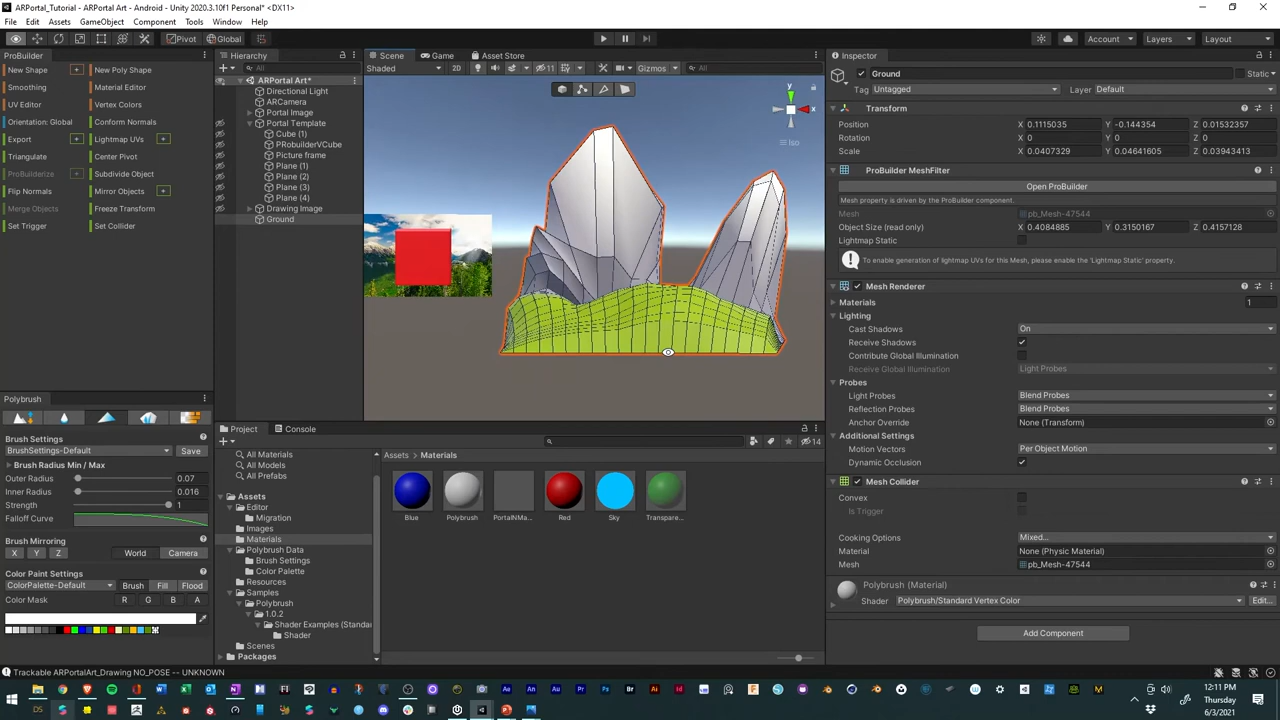 ARPortal_Tutorial - ARPortal Art - Android - Unity 2020.3.10f1 Personal* <DX11>
File Edit Assets GameObject Component Tools Window Help
Pivot Global Account Layers Layout
ProBuilder
New Shape New Poly Shape
Smoothing Material Editor
UV Editor Vertex Colors
Orientation: Global Conform Normals
Export Lightmap UVs
Triangulate Center Pivot
ProBuilderize Subdivide Object
Flip Normals Mirror Objects
Merge Objects Freeze Transform
Set Trigger Set Collider
Hierarchy
All
ARPortal Art*
Directional Light
ARCamera
Portal Image
Portal Template
Cube (1)
PRobuilderVCube
Picture frame
Plane (1)
Plane (2)
Plane (3)
Plane (4)
Drawing Image
Ground
Scene Game Asset Store
Shaded 2D 11 Gizmos All
y
x
Iso
Inspector
Ground Static
Tag Untagged Layer Default
Transform
Position X 0.1115035 Y -0.144354 Z 0.01532357
Rotation X 0 Y 0 Z 0
Scale X 0.0407329 Y 0.04641605 Z 0.03943413
ProBuilder MeshFilter
Open ProBuilder
Mesh property is driven by the ProBuilder component.
Mesh pb_Mesh-47544
Object Size (read only) X 0.4084885 Y 0.3150167 Z 0.4157128
Lightmap Static
To enable generation of lightmap UVs for this Mesh, please enable the 'Lightmap Static' property.
Mesh Renderer
Materials 1
Lighting
Cast Shadows On
Receive Shadows
Contribute Global Illumination
Receive Global Illumination Light Probes
Probes
Light Probes Blend Probes
Reflection Probes Blend Probes
Anchor Override None (Transform)
Additional Settings
Motion Vectors Per Object Motion
Dynamic Occlusion
Mesh Collider
Convex
Is Trigger
Cooking Options Mixed...
Material None (Physic Material)
Mesh pb_Mesh-47544
Polybrush (Material)
Shader Polybrush/Standard Vertex Color Edit...
Add Component
Polybrush
Brush Settings
BrushSettings-Default Save
Brush Radius Min / Max
Outer Radius 0.07
Inner Radius 0.016
Strength 1
Falloff Curve
Brush Mirroring
X Y Z World Camera
Color Paint Settings
ColorPalette-Default Brush Fill Flood
Color Mask R G B A
Project Console
14
All Materials
All Models
All Prefabs
Assets
Editor
Migration
Images
Materials
Polybrush Data
Brush Settings
Color Palette
Resources
Samples
Polybrush
1.0.2
Shader Examples (Standa
Shader
Scenes
Packages
Assets > Materials
Blue Polybrush PortalNMa... Red Sky Transpare...
Trackable ARPortalArt_Drawing NO_POSE -- UNKNOWN
12:11 PM
Thursday
6/3/2021